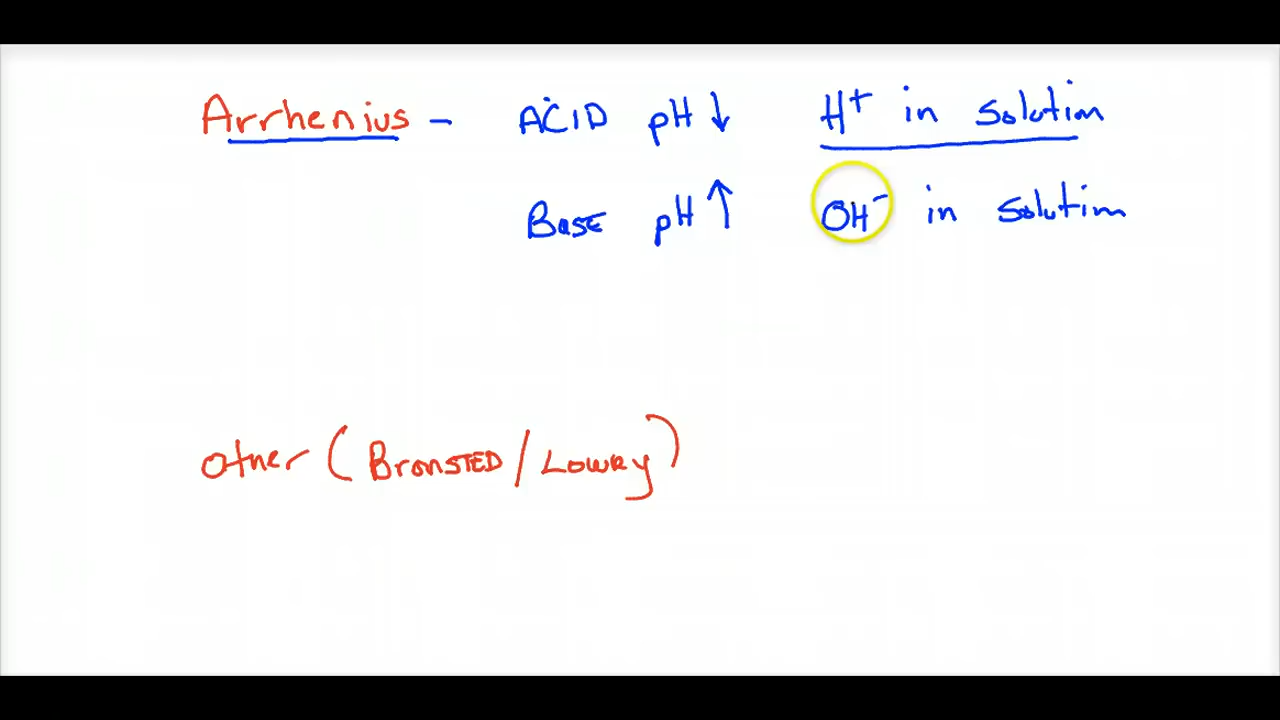 Arrhenius - ACID pH ↓ H⁺ in solution
Base pH ↑ OH⁻ in solution
Other (Bronsted/Lowry)